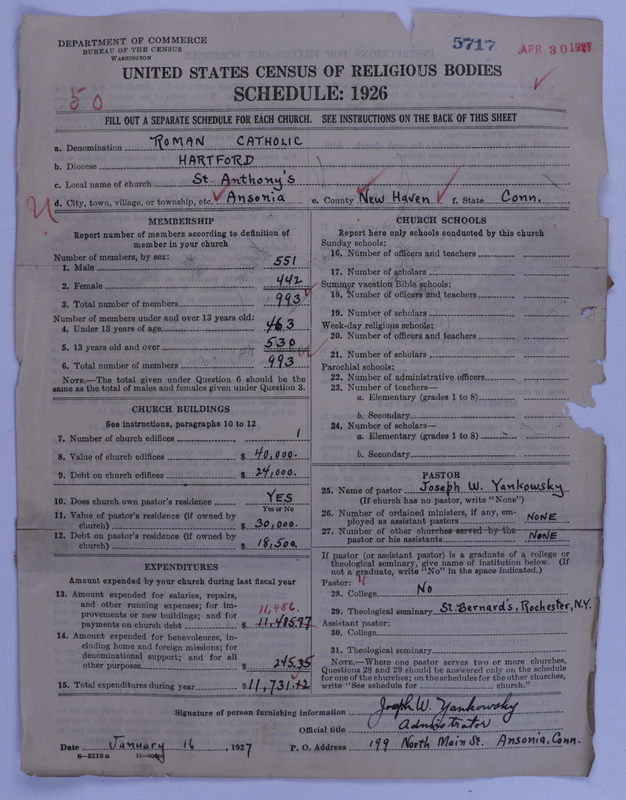 DEPARTMENT OF COMMERCE
BUREAU OF THE CENSUS
WASHINGTON
5717
APR 30 1927
UNITED STATES CENSUS OF RELIGIOUS BODIES
SCHEDULE: 1926
50
FILL OUT A SEPARATE SCHEDULE FOR EACH CHURCH. SEE INSTRUCTIONS ON THE BACK OF THIS SHEET
a. Denomination ROMAN CATHOLIC
b. Diocese HARTFORD
c. Local name of church St. Anthony's
d. City, town, village, or township, etc. Ansonia e. County New Haven f. State Conn.
MEMBERSHIP
Report number of members according to definition of
member in your church
Number of members, by sex:
1. Male 551
2. Female 442
3. Total number of members 993
Number of members under and over 13 years old:
4. Under 13 years of age 463
5. 13 years old and over 530
6. Total number of members 993
NOTE.—The total given under Question 6 should be the
same as the total of males and females given under Question 3.
CHURCH BUILDINGS
See instructions, paragraphs 10 to 12
7. Number of church edifices 1
8. Value of church edifices $ 40,000.
9. Debt on church edifices $ 24,000.
10. Does church own pastor's residence YES
Yes or No
11. Value of pastor's residence (if owned by
church) $ 30,000.
12. Debt on pastor's residence (if owned by
church) $ 18,500.
EXPENDITURES
Amount expended by your church during last fiscal year
13. Amount expended for salaries, repairs,
and other running expenses; for im-
provements or new buildings; and for 11,486.
payments on church debt $ 11,485.97
14. Amount expended for benevolences, in-
cluding home and foreign missions; for
denominational support; and for all
other purposes $ 245.35
15. Total expenditures during year $ 11,731.42
CHURCH SCHOOLS
Report here only schools conducted by this church
Sunday schools:
16. Number of officers and teachers
17. Number of scholars
Summer vacation Bible schools:
18. Number of officers and teachers
19. Number of scholars
Week-day religious schools:
20. Number of officers and teachers
21. Number of scholars
Parochial schools:
22. Number of administrative officers
23. Number of teachers—
a. Elementary (grades 1 to 8)
b. Secondary
24. Number of scholars—
a. Elementary (grades 1 to 8)
b. Secondary
PASTOR
25. Name of pastor Joseph W. Yankowsky
(If church has no pastor, write "None")
26. Number of ordained ministers, if any, em-
ployed as assistant pastors NONE
27. Number of other churches served by the
pastor or his assistants NONE
If pastor (or assistant pastor) is a graduate of a college or
theological seminary, give name of institution below. (If
not a graduate, write "No" in the space indicated.)
Pastor:
28. College No
29. Theological seminary St. Bernard's, Rochester, N.Y.
Assistant pastor:
30. College
31. Theological seminary
NOTE.—Where one pastor serves two or more churches,
Questions 28 and 29 should be answered only on the schedule
for one of the churches; on the schedules for the other churches,
write "See schedule for church."
Signature of person furnishing information Joseph W. Yankowsky
Official title Administrator
Date January 16, 1927 P. O. Address 199 North Main St. Ansonia, Conn.
8—5518a